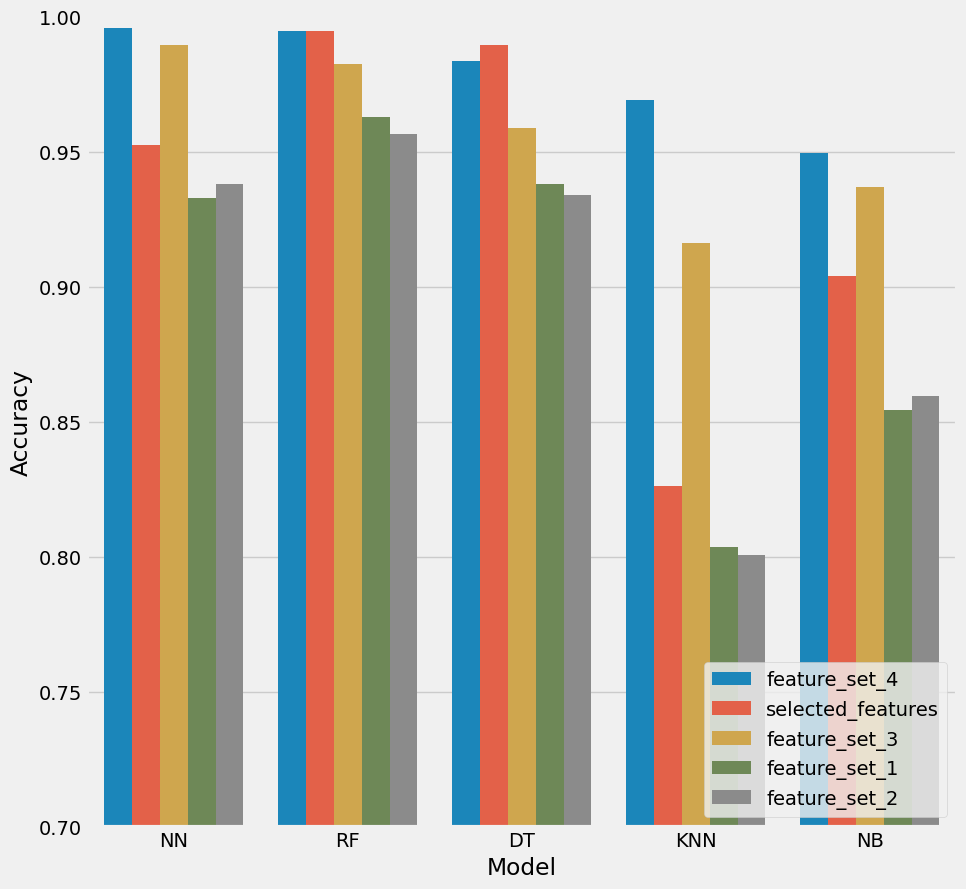 1.00
0.95
0.90
0.85
0.80
0.75
0.70
Accuracy
NN
RF
DT
KNN
NB
Model
feature_set_4
selected_features
feature_set_3
feature_set_1
feature_set_2